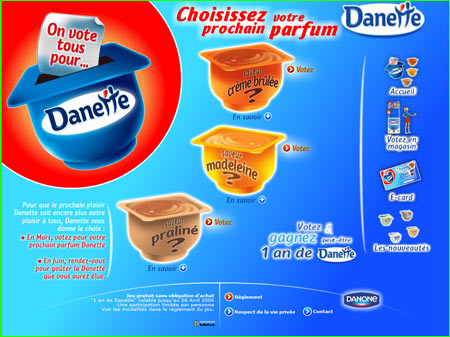 On vote
tous
pour...
Danette
Choisissez votre
prochain parfum
Danette
saveur
crème brûlée
?
Votez
En savoir
saveur
madeleine
?
Votez
En savoir
saveur
praliné
?
Votez
En savoir
Accueil
Votez en
magasin
E-card
Les nouveautés
Pour que le prochain plaisir
Danette soit encore plus votre
plaisir à tous, Danette vous
donne le choix :
En Mars, votez pour votre
prochain parfum Danette
En Juin, rendez-vous
pour goûter la Danette
que vous aurez élue.
Votez &
gagnez peut-être
1 an de Danette
Jeu gratuit sans obligation d'achat
"1 an de Danette" valable jusqu'au 08 Avril 2006
Une participation limitée par personne
Voir les modalités dans le règlement du jeu.
Règlement
Respect de la vie privée
Contact
DANONE